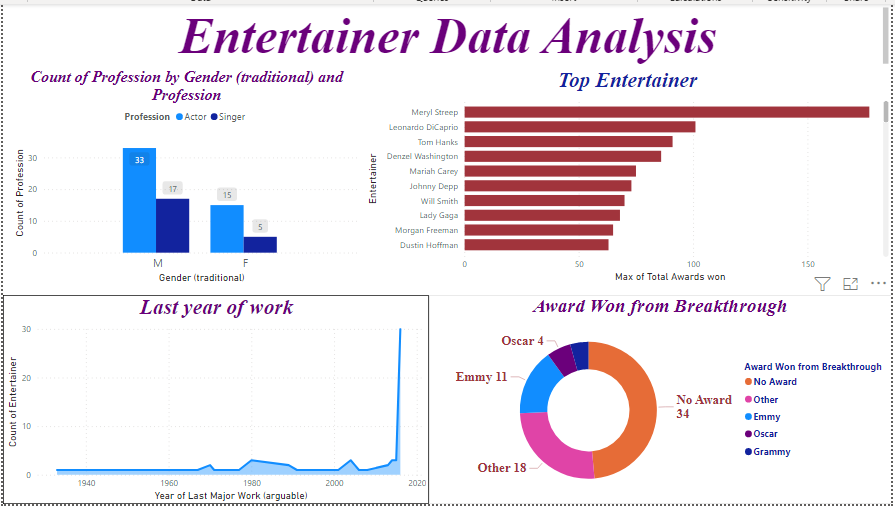 Entertainer Data Analysis
Count of Profession by Gender (traditional) and
Profession
Profession Actor Singer
Count of Profession
30
20
10
0
33
17
15
5
M
F
Gender (traditional)
Top Entertainer
Entertainer
Meryl Streep
Leonardo DiCaprio
Tom Hanks
Denzel Washington
Mariah Carey
Johnny Depp
Will Smith
Lady Gaga
Morgan Freeman
Dustin Hoffman
0 50 100 150
Max of Total Awards won
Last year of work
Count of Entertainer
30
20
10
0
1940 1960 1980 2000 2020
Year of Last Major Work (arguable)
Award Won from Breakthrough
Oscar 4
Emmy 11
Other 18
No Award
34
Award Won from Breakthrough
No Award
Other
Emmy
Oscar
Grammy